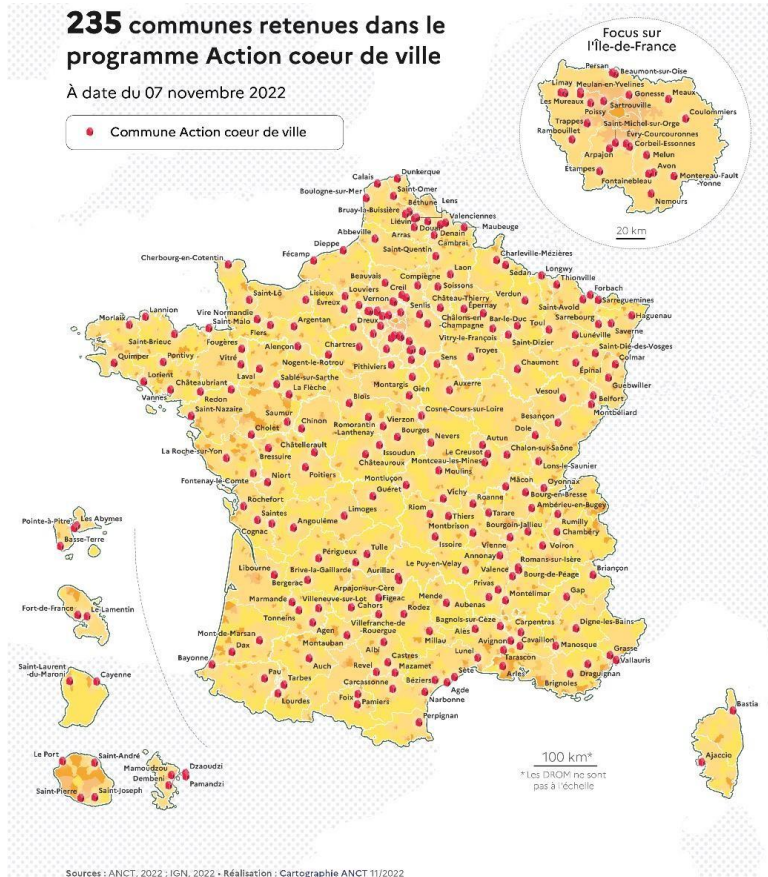 235 communes retenues dans le
programme Action coeur de ville
À date du 07 novembre 2022
Commune Action coeur de ville
Focus sur
l'Île-de-France
Persan
Beaumont-sur-Oise
Limay
Meulan-en-Yvelines
Gonesse
Meaux
Les Mureaux
Sartrouville
Poissy
Coulommiers
Trappes
Saint-Michel-sur-Orge
Rambouillet
Évry-Courcouronnes
Corbeil-Essonnes
Arpajon
Melun
Etampes
Avon
Fontainebleau
Montereau-Fault
-Yonne
Nemours
20 km
Dunkerque
Calais
Boulogne-sur-Mer
Saint-Omer
Béthune
Lens
Bruay-la-Buissière
Liévin
Valenciennes
Douai
Denain
Maubeuge
Abbeville
Arras
Cambrai
Dieppe
Saint-Quentin
Fécamp
Cherbourg-en-Cotentin
Charleville-Mézières
Laon
Sedan
Longwy
Thionville
Beauvais
Compiègne
Forbach
Saint-Lô
Lisieux
Louviers
Creil
Soissons
Sarreguemines
Évreux
Vernon
Senlis
Château-Thierry
Verdun
Saint-Avold
Haguenau
Morlaix
Lannion
Vire Normandie
Saint-Malo
Argentan
Dreux
Épernay
Châlons-en
-Champagne
Bar-le-Duc
Toul
Sarrebourg
Saverne
Flers
Saint-Brieuc
Fougères
Alençon
Chartres
Vitry-le-François
Saint-Dizier
Lunéville
Saint-Dié-des-Vosges
Quimper
Pontivy
Vitré
Nogent-le-Rotrou
Pithiviers
Sens
Troyes
Chaumont
Colmar
Épinal
Lorient
Laval
Sablé-sur-Sarthe
Châteaubriant
La Flèche
Montargis
Gien
Auxerre
Guebwiller
Vannes
Redon
Blois
Vesoul
Belfort
Montbéliard
Saint-Nazaire
Saumur
Chinon
Romorantin
-Lanthenay
Vierzon
Cosne-Cours-sur-Loire
Besançon
Cholet
Bourges
Nevers
Autun
Dole
La Roche-sur-Yon
Châtellerault
Issoudun
Le Creusot
Chalon-sur-Saône
Bressuire
Châteauroux
Montceau-les-Mines
Moulins
Lons-le-Saunier
Fontenay-le-Comte
Niort
Poitiers
Montluçon
Mâcon
Oyonnax
Guéret
Vichy
Roanne
Bourg-en-Bresse
Rochefort
Limoges
Riom
Thiers
Tarare
Ambérieu-en-Bugey
Saintes
Angoulême
Montbrison
Bourgoin-Jallieu
Rumilly
Chambéry
Cognac
Issoire
Vienne
Voiron
Périgueux
Tulle
Annonay
Romans-sur-Isère
Libourne
Brive-la-Gaillarde
Aurillac
Le Puy-en-Velay
Valence
Bourg-de-Péage
Briançon
Bergerac
Arpajon-sur-Cère
Privas
Marmande
Villeneuve-sur-Lot
Figeac
Mende
Montélimar
Gap
Cahors
Rodez
Aubenas
Tonneins
Villefranche-de
-Rouergue
Bagnols-sur-Cèze
Carpentras
Digne-les-Bains
Mont-de-Marsan
Agen
Montauban
Millau
Alès
Avignon
Cavaillon
Manosque
Grasse
Dax
Albi
Lunel
Vallauris
Bayonne
Auch
Castres
Tarascon
Pau
Tarbes
Revel
Mazamet
Sète
Arles
Draguignan
Carcassonne
Béziers
Agde
Brignoles
Lourdes
Foix
Pamiers
Narbonne
Perpignan
Bastia
Ajaccio
Pointe-à-Pitre
Les Abymes
Basse-Terre
Fort-de-France
Le Lamentin
Saint-Laurent
-du-Maroni
Cayenne
Le Port
Saint-André
Saint-Pierre
Saint-Joseph
Mamoudzou
Dzaoudzi
Dembeni
Pamandzi
100 km*
* Les DROM ne sont
pas à l'échelle
Sources : ANCT, 2022 ; IGN, 2022 • Réalisation : Cartographie ANCT 11/2022